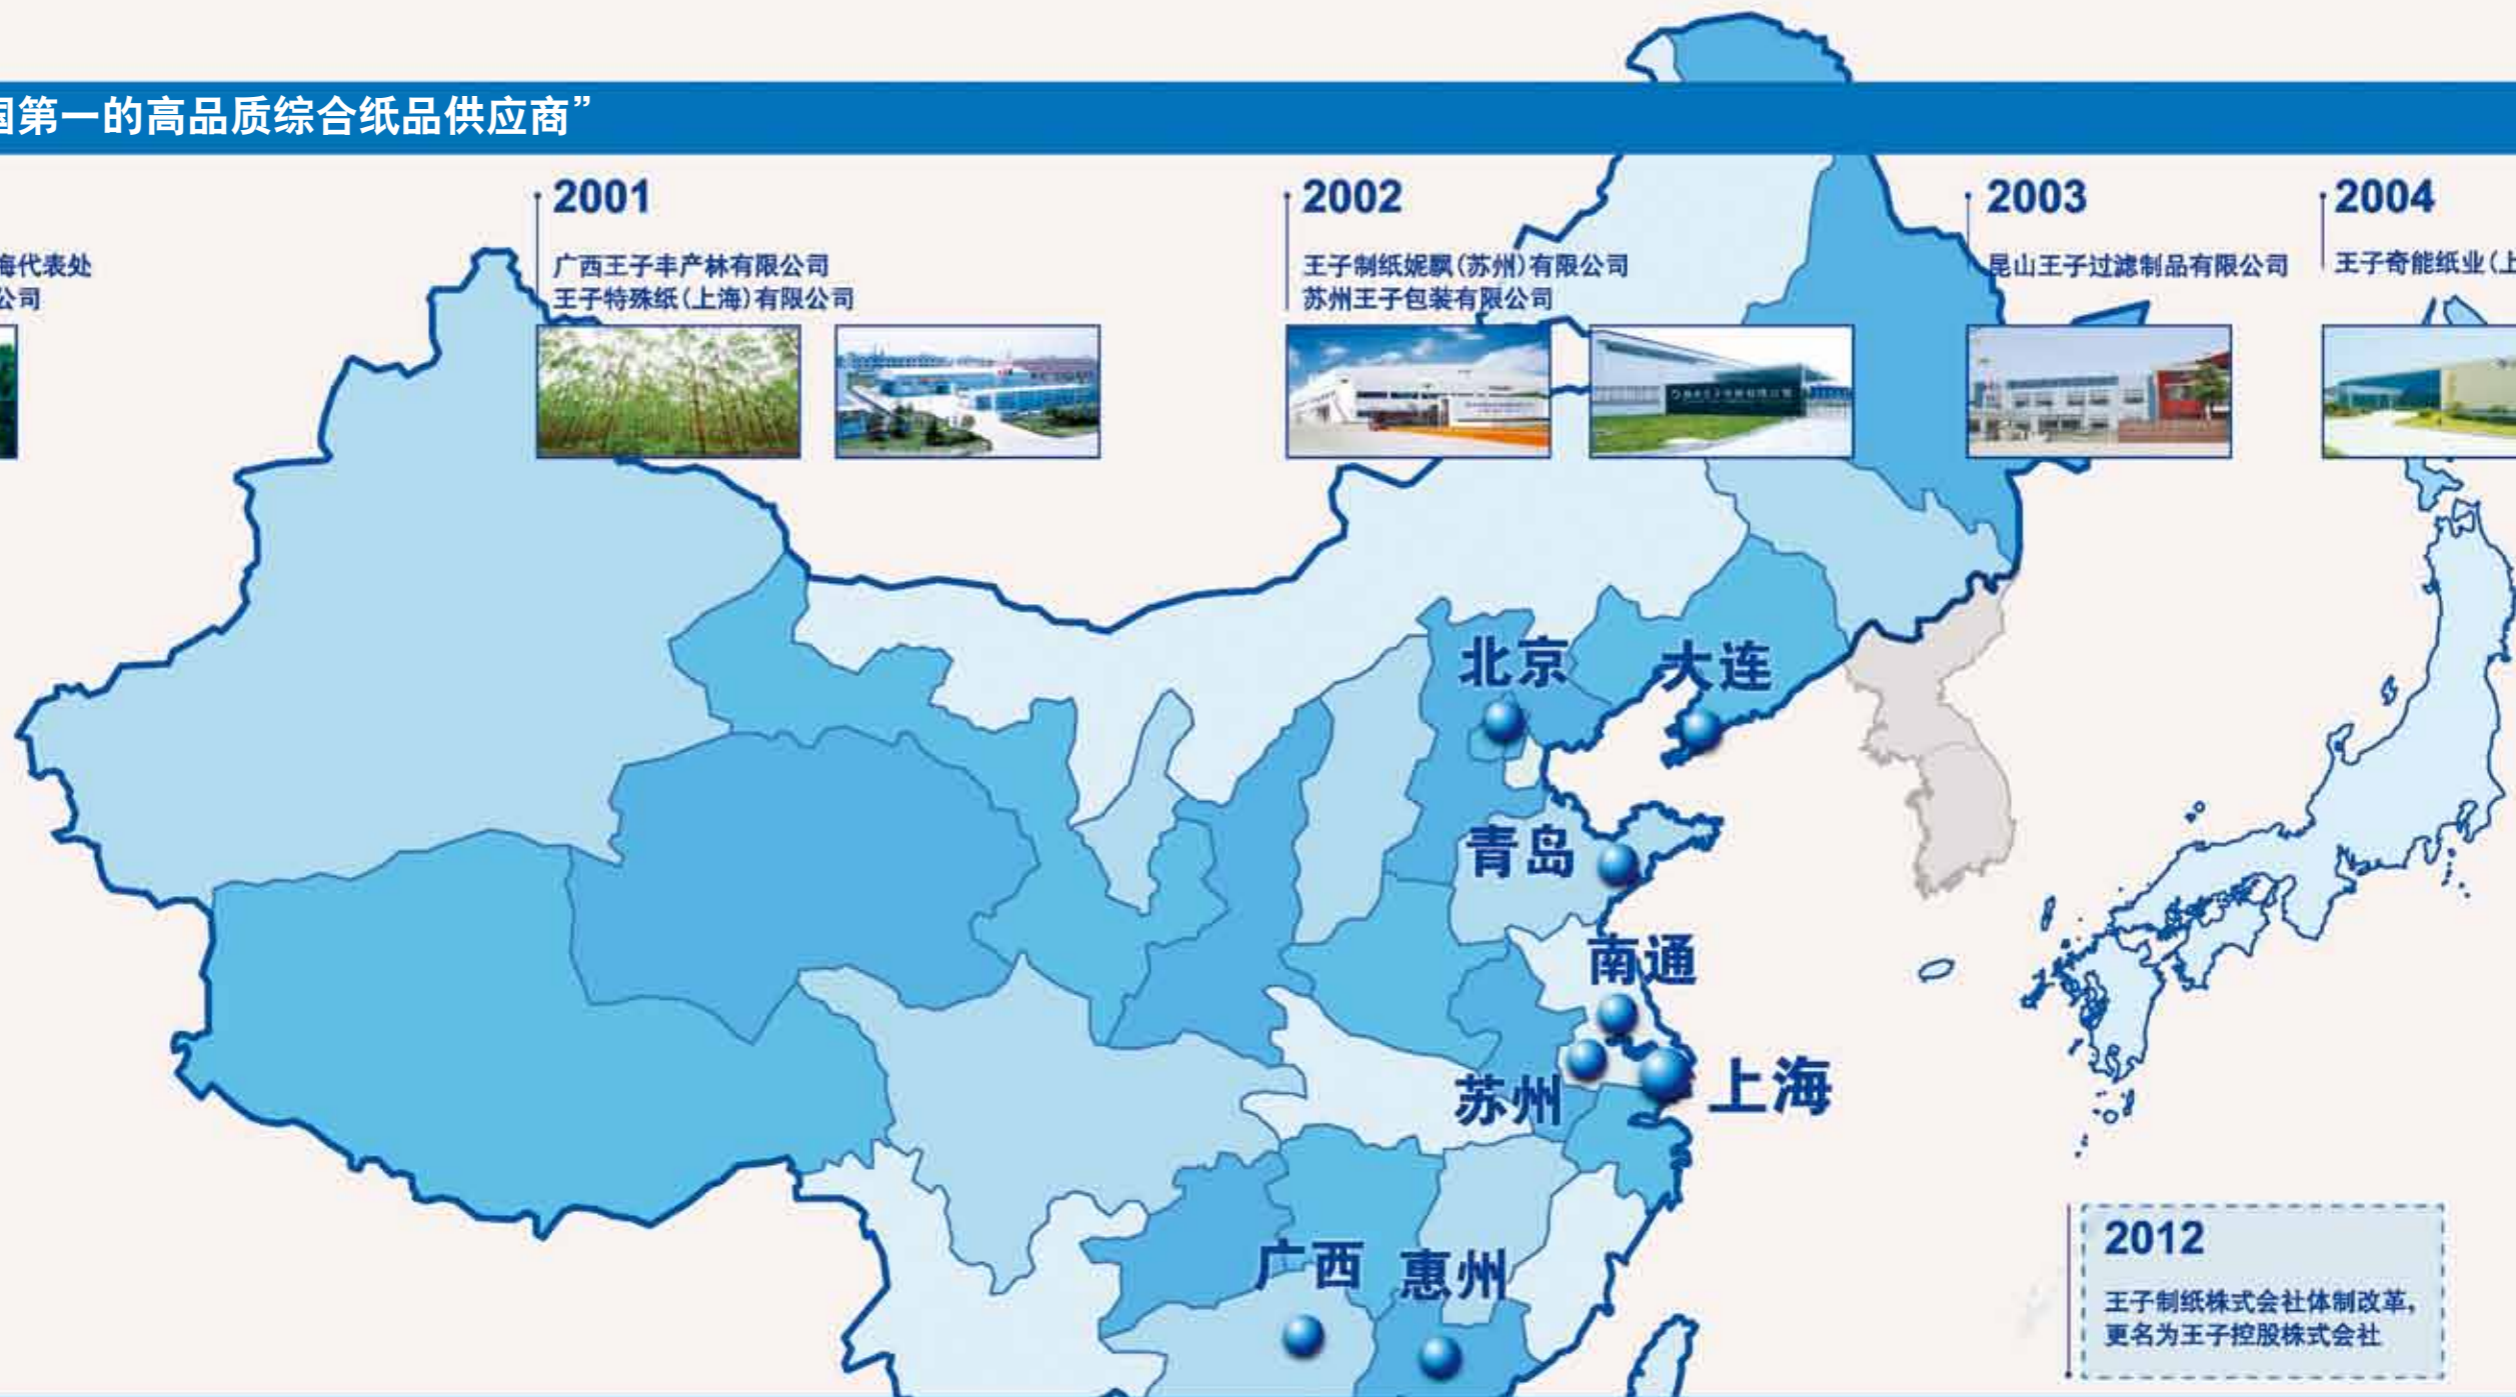 国第一的高品质综合纸品供应商”
2001
广西王子丰产林有限公司
王子特殊纸(上海)有限公司
2002
王子制纸妮飘(苏州)有限公司
苏州王子包装有限公司
2003
昆山王子过滤制品有限公司
2004
王子奇能纸业(上
海代表处
公司
北京
大连
青岛
南通
苏州
上海
广西
惠州
2012
王子制纸株式会社体制改革，
更名为王子控股株式会社